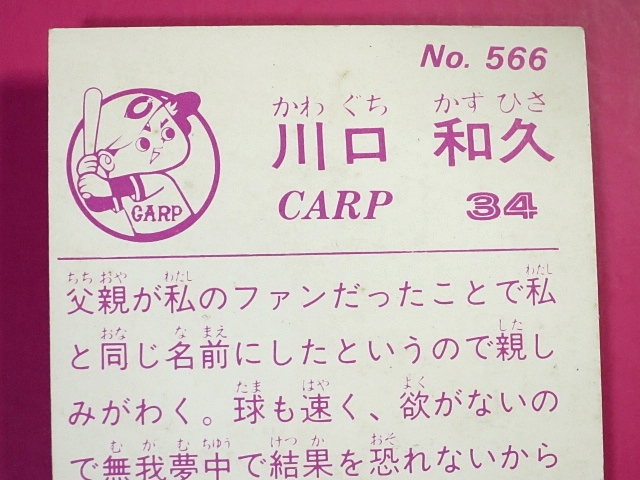 No. 566
かわ ぐち かず ひさ
川口 和久
CARP 34
CARP
ちち おや わたし わたし
父親が私のファンだったことで私
おな な まえ した
と同じ名前にしたというので親し
たま はや よく
みがわく。球も速く、欲がないの
む が む ちゅう けつ か おそ
で無我夢中で結果を恐れないから